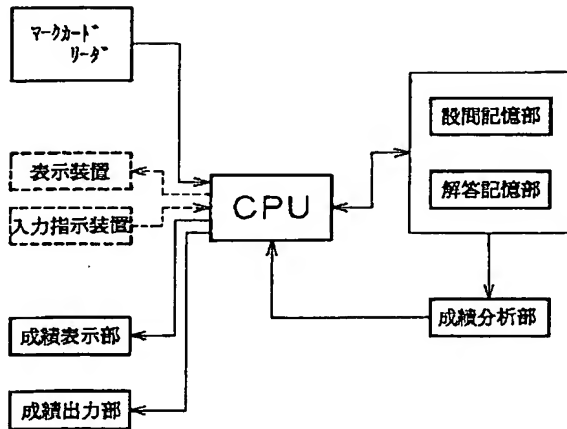 マークカード
リーダ
設問記憶部
表示装置
解答記憶部
CPU
入力指示装置
成績表示部
成績分析部
成績出力部